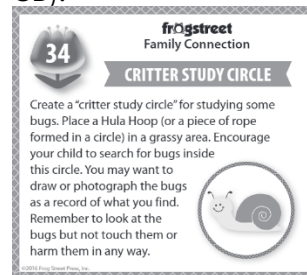 34
frogstreet
Family Connection
CRITTER STUDY CIRCLE
Create a "critter study circle" for studying some
bugs. Place a Hula Hoop (or a piece of rope
formed in a circle) in a grassy area. Encourage
your child to search for bugs inside
this circle. You may want to
draw or photograph the bugs
as a record of what you find.
Remember to look at the
bugs but not touch them or
harm them in any way.
©2016 Frog Street Press, Inc.